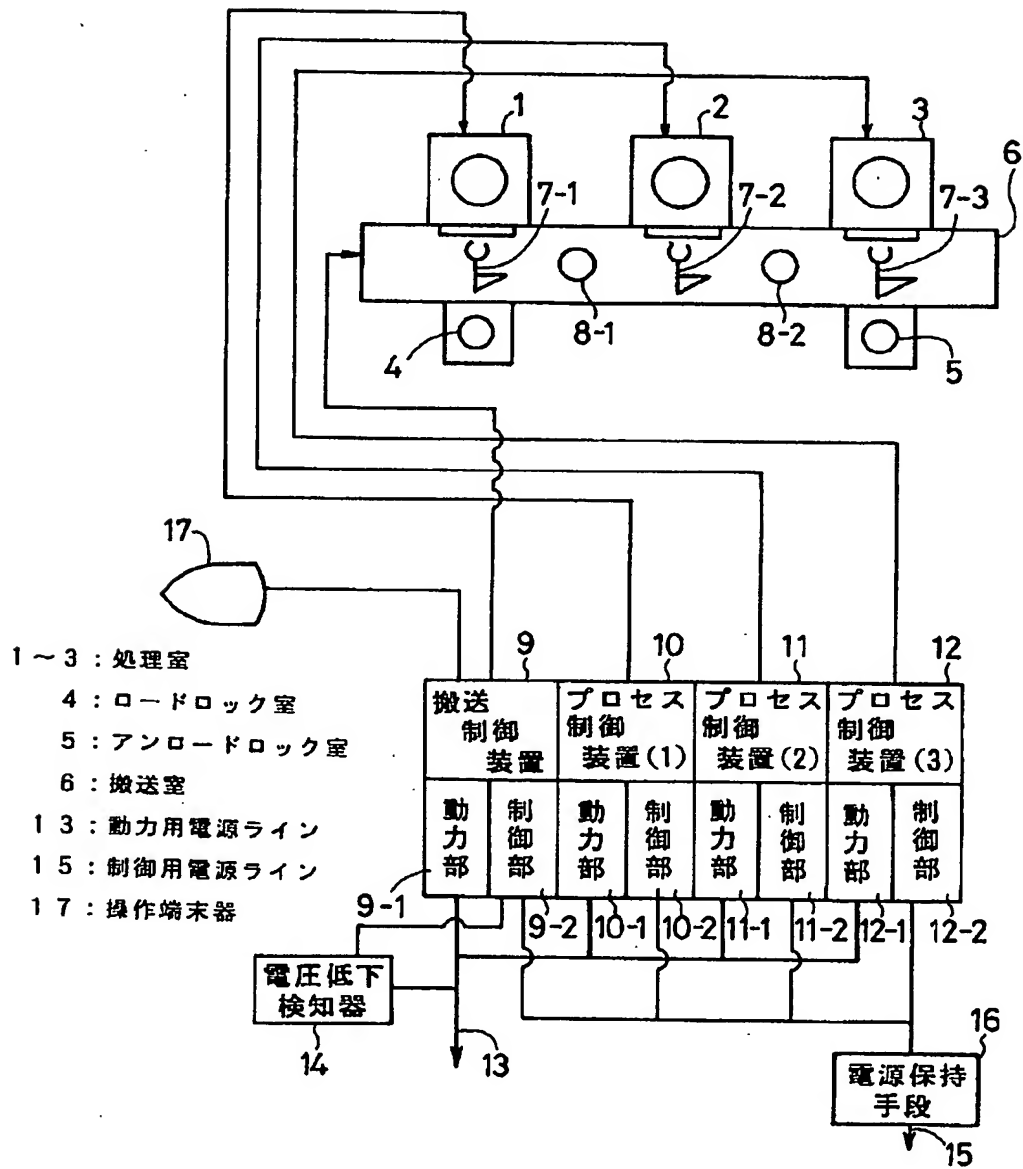 1
2
3
6
7-1
7-2
7-3
8-1
8-2
4
5
17
1～3：処理室
4：ロードロック室
5：アンロードロック室
6：搬送室
13：動力用電源ライン
15：制御用電源ライン
17：操作端末器
9
10
11
12
搬送
制御
装置
プロセス
制御
装置(1)
プロセス
制御
装置(2)
プロセス
制御
装置(3)
動力部
制御部
動力部
制御部
動力部
制御部
動力部
制御部
9-1
9-2
10-1
10-2
11-1
11-2
12-1
12-2
電圧低下
検知器
14
13
16
電源保持
手段
15